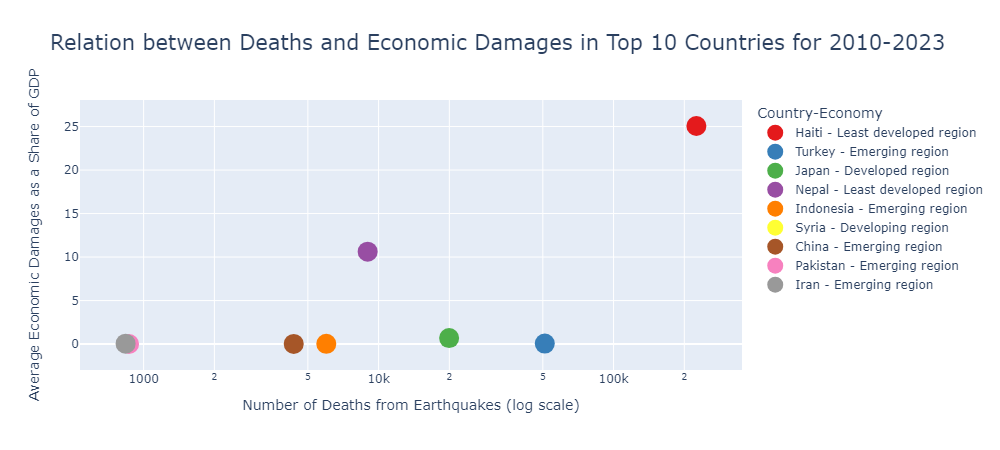 Relation between Deaths and Economic Damages in Top 10 Countries for 2010-2023
Average Economic Damages as a Share of GDP
25
20
15
10
5
0
1000
2
5
10k
2
5
100k
2
Number of Deaths from Earthquakes (log scale)
Country-Economy
Haiti - Least developed region
Turkey - Emerging region
Japan - Developed region
Nepal - Least developed region
Indonesia - Emerging region
Syria - Developing region
China - Emerging region
Pakistan - Emerging region
Iran - Emerging region